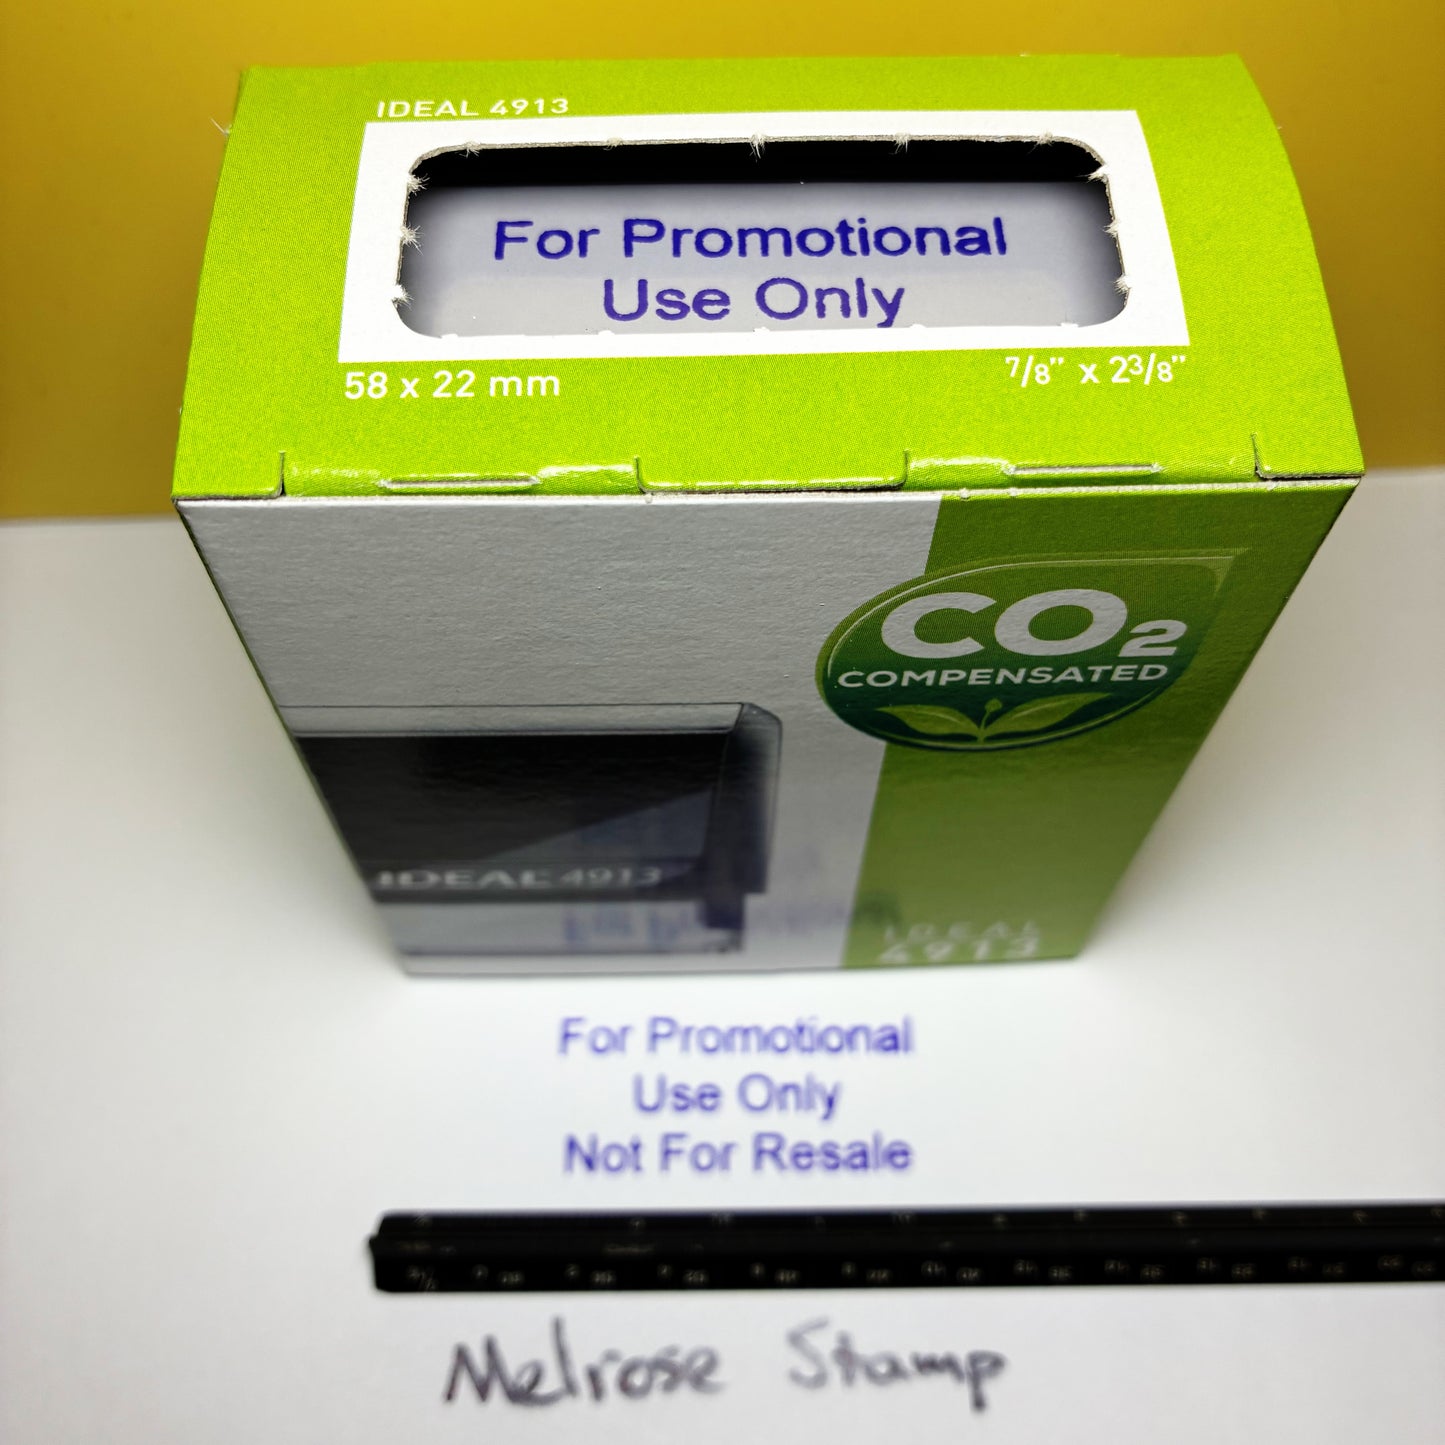 IDEAL 4913
For Promotional
Use Only
58 x 22 mm
7/8" x 23/8"
CO2
COMPENSATED
IDEAL 4913
IDEAL
4913
For Promotional
Use Only
Not For Resale
Melrose Stamp